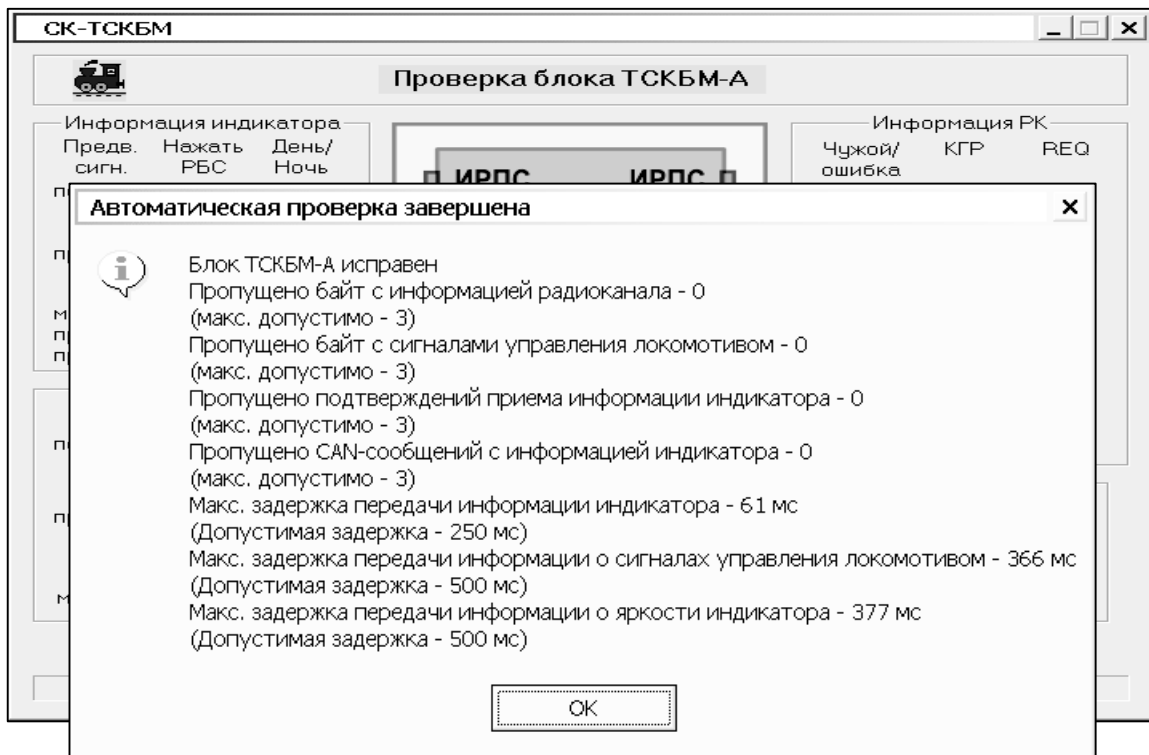 СК-ТСКБМ
Проверка блока ТСКБМ-А
Информация индикатора
Информация РК
Предв. Нажать День/
сигн. РБС Ночь
Чужой/ КГР REQ
ошибка
ИРПС ИРПС
Автоматическая проверка завершена
Блок ТСКБМ-А исправен
Пропущено байт с информацией радиоканала - 0
(макс. допустимо - 3)
Пропущено байт с сигналами управления локомотивом - 0
(макс. допустимо - 3)
Пропущено подтверждений приема информации индикатора - 0
(макс. допустимо - 3)
Пропущено CAN-сообщений с информацией индикатора - 0
(макс. допустимо - 3)
Макс. задержка передачи информации индикатора - 61 мс
(Допустимая задержка - 250 мс)
Макс. задержка передачи информации о сигналах управления локомотивом - 366 мс
(Допустимая задержка - 500 мс)
Макс. задержка передачи информации о яркости индикатора - 377 мс
(Допустимая задержка - 500 мс)
OK